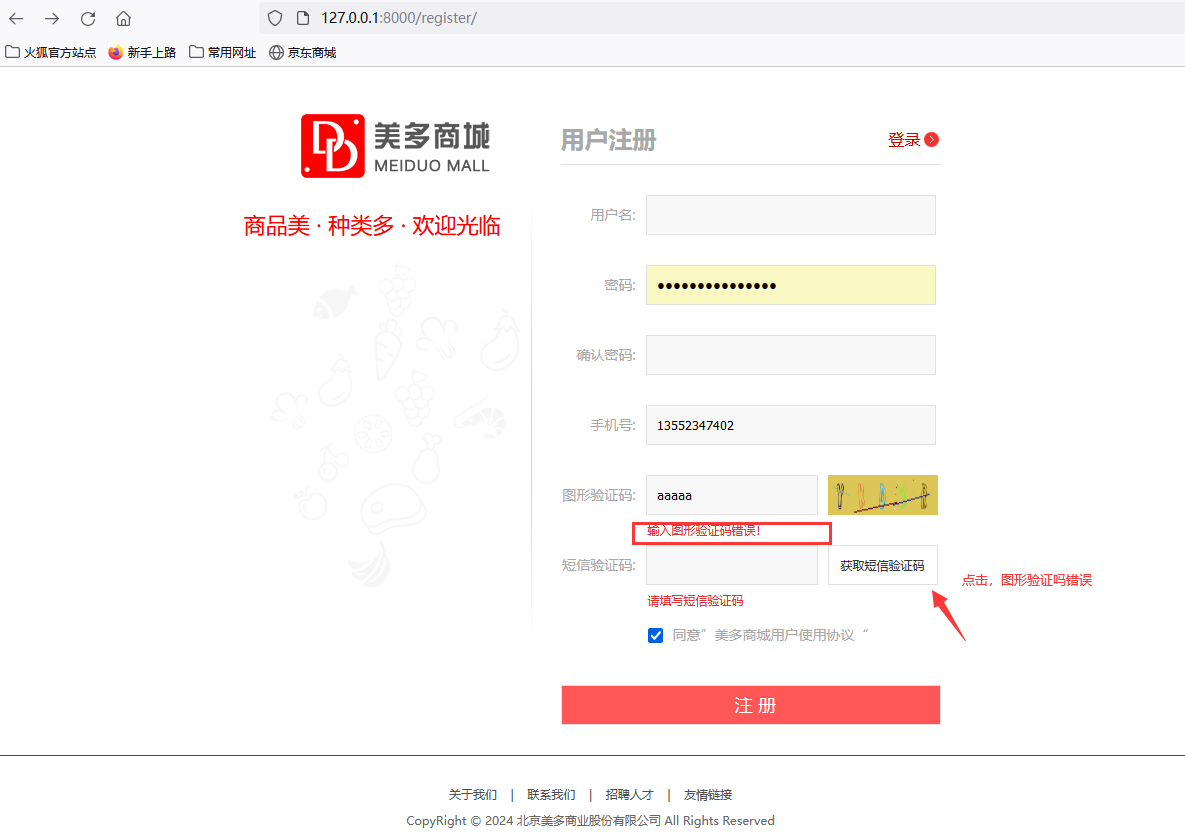 127.0.0.1:8000/register/
火狐官方站点 新手上路 常用网址 京东商城
美多商城
MEIDUO MALL
商品美 · 种类多 · 欢迎光临
用户注册 登录
用户名:
密码: ●●●●●●●●●●●●●●●
确认密码:
手机号: 13552347402
图形验证码: aaaaa
输入图形验证码错误!
短信验证码: 获取短信验证码
点击，图形验证吗错误
请填写短信验证码
同意”美多商城用户使用协议“
注 册
关于我们 | 联系我们 | 招聘人才 | 友情链接
CopyRight © 2024 北京美多商业股份有限公司 All Rights Reserved